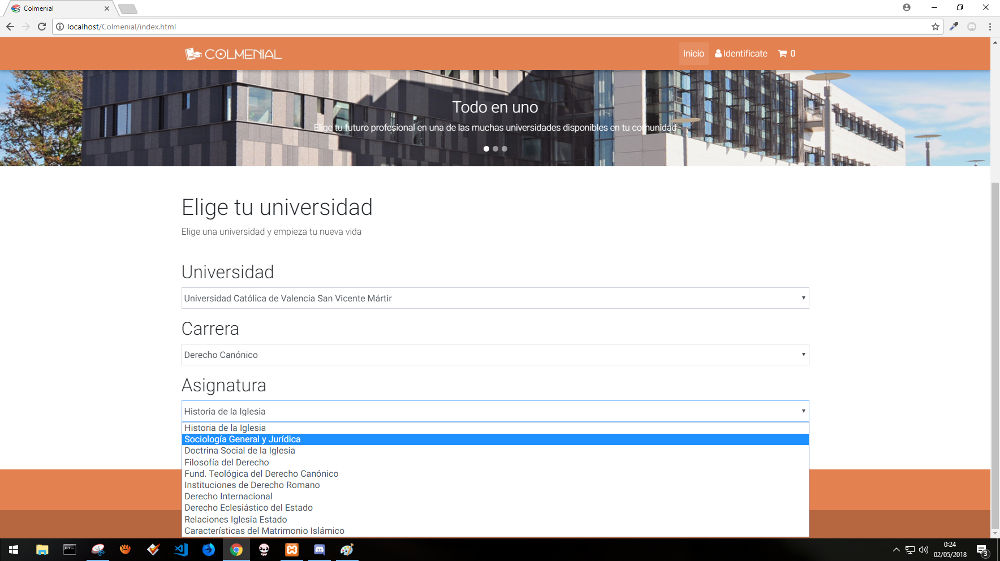 Colmenial
localhost/Colmenial/index.html
COLMENIAL
Inicio
Identifícate
0
Todo en uno
Elige tu futuro profesional en una de las muchas universidades disponibles en tu comunidad
Elige tu universidad
Elige una universidad y empieza tu nueva vida
Universidad
Universidad Católica de Valencia San Vicente Mártir
Carrera
Derecho Canónico
Asignatura
Historia de la Iglesia
Historia de la Iglesia
Sociología General y Jurídica
Doctrina Social de la Iglesia
Filosofía del Derecho
Fund. Teológica del Derecho Canónico
Instituciones de Derecho Romano
Derecho Internacional
Derecho Eclesiástico del Estado
Relaciones Iglesia Estado
Características del Matrimonio Islámico
0:24
02/05/2018
3